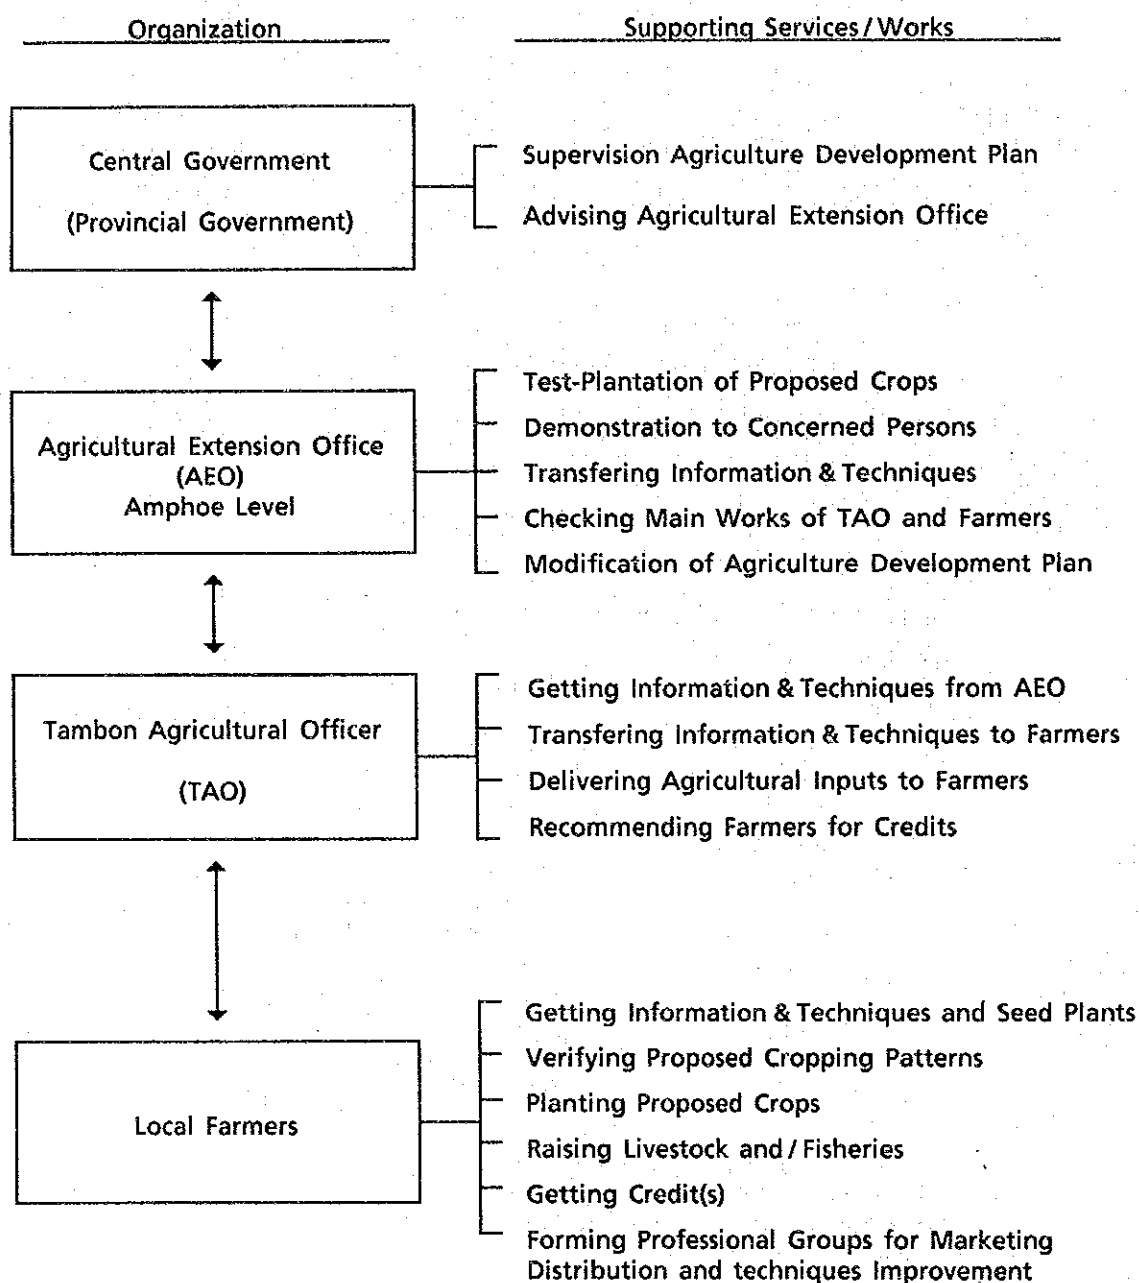 Organization
Supporting Services/Works
Central Government
(Provincial Government)
Supervision Agriculture Development Plan
Advising Agricultural Extension Office
Agricultural Extension Office
(AEO)
Amphoe Level
Test-Plantation of Proposed Crops
Demonstration to Concerned Persons
Transfering Information & Techniques
Checking Main Works of TAO and Farmers
Modification of Agriculture Development Plan
Tambon Agricultural Officer
(TAO)
Getting Information & Techniques from AEO
Transfering Information & Techniques to Farmers
Delivering Agricultural Inputs to Farmers
Recommending Farmers for Credits
Local Farmers
Getting Information & Techniques and Seed Plants
Verifying Proposed Cropping Patterns
Planting Proposed Crops
Raising Livestock and / Fisheries
Getting Credit(s)
Forming Professional Groups for Marketing
Distribution and techniques Improvement